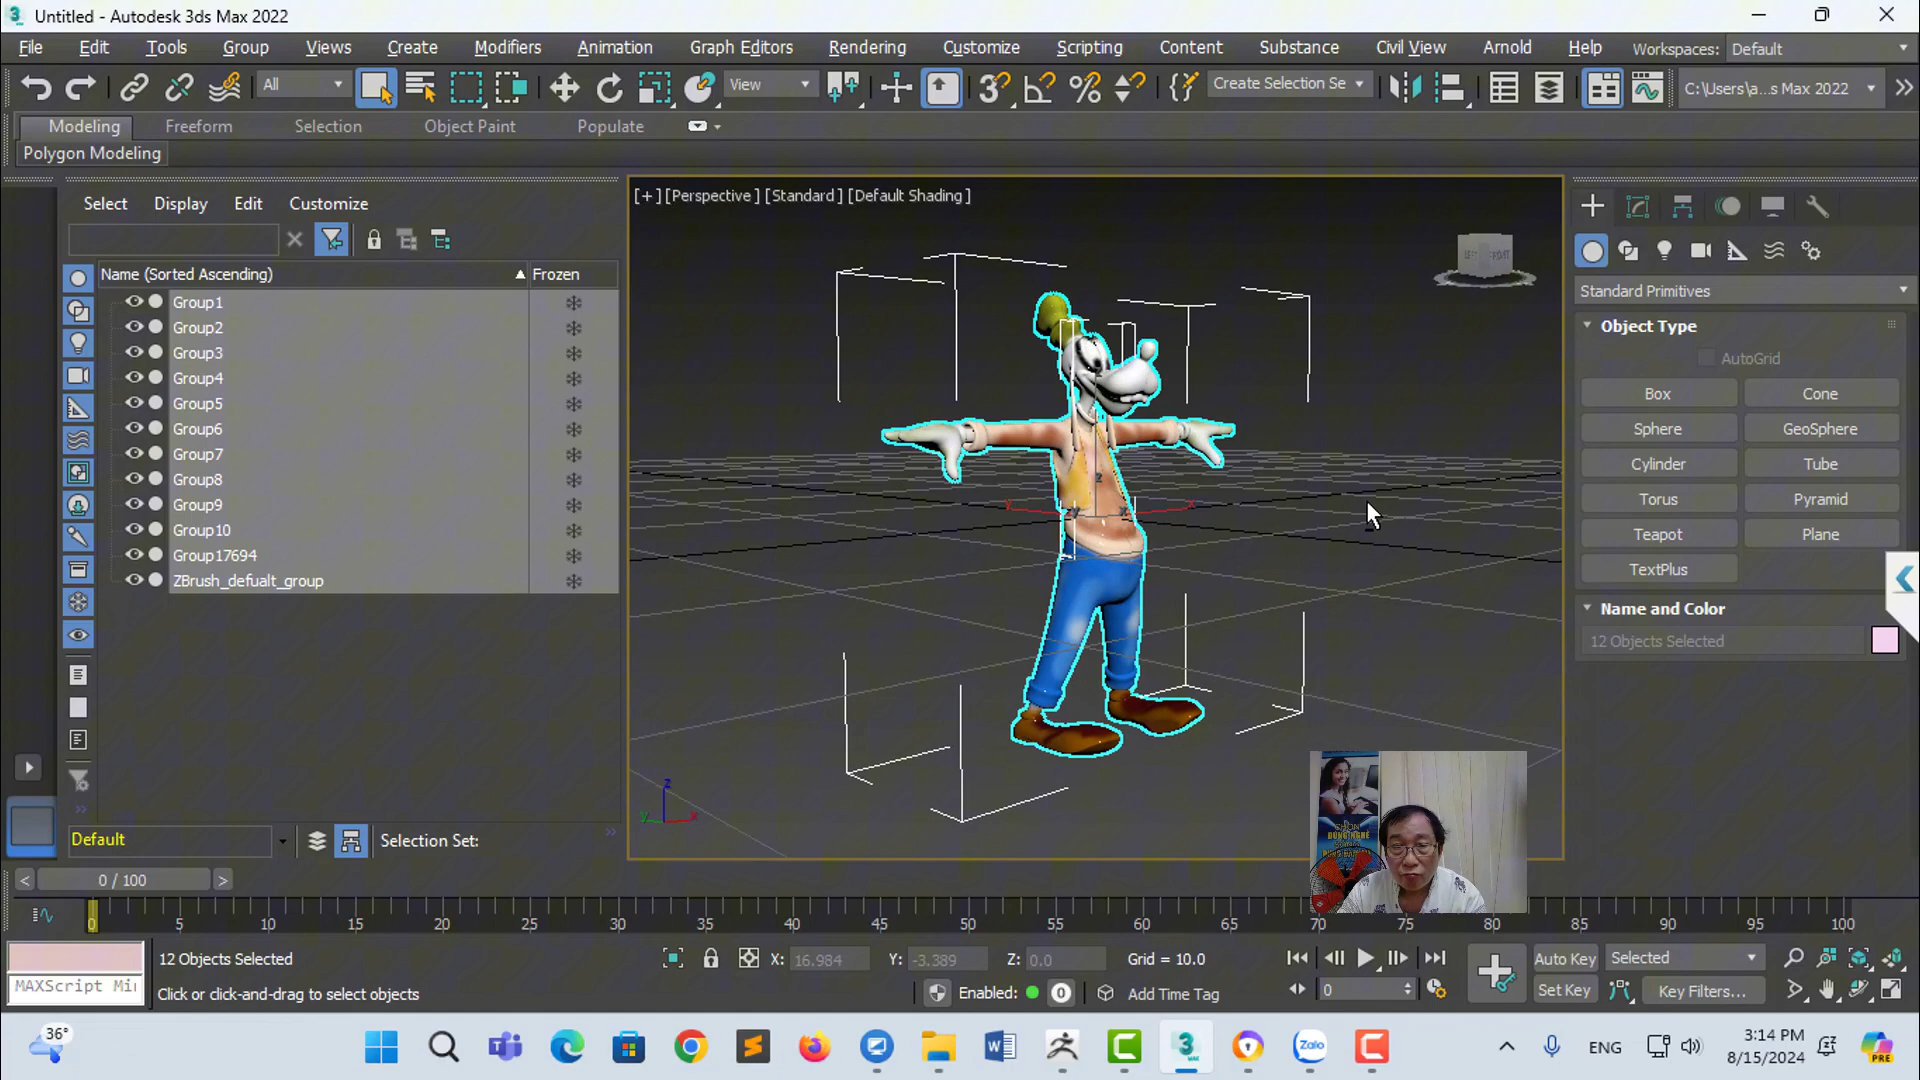 Untitled - Autodesk 3ds Max 2022
File Edit Tools Group Views Create Modifiers Animation Graph Editors Rendering Customize Scripting Content Substance Civil View Arnold Help Workspaces: Default
All View Create Selection Se C:\Users\a...s Max 2022
Modeling Freeform Selection Object Paint Populate
Polygon Modeling
Select Display Edit Customize
[+] [Perspective ] [Standard ] [Default Shading ]
LEFT FRONT
Name (Sorted Ascending) Frozen
Group1
Group2
Group3
Group4
Group5
Group6
Group7
Group8
Group9
Group10
Group17694
ZBrush_defualt_group
Standard Primitives
Object Type
AutoGrid
Box Cone
Sphere GeoSphere
Cylinder Tube
Torus Pyramid
Teapot Plane
TextPlus
Name and Color
12 Objects Selected
z
y x
z
y x
Default Selection Set:
< 0 / 100 >
0 5 10 15 20 25 30 35 40 45 50 55 60 65 70 75 80 85 90 95 100
12 Objects Selected X: 16.984 Y: -3.389 Z: 0.0 Grid = 10.0 Auto Key Selected
MAXScript Mi Click or click-and-drag to select objects Enabled: 0 Add Time Tag 0 Set Key Key Filters...
36°
W Zalo C ENG 3:14 PM
8/15/2024
PRE